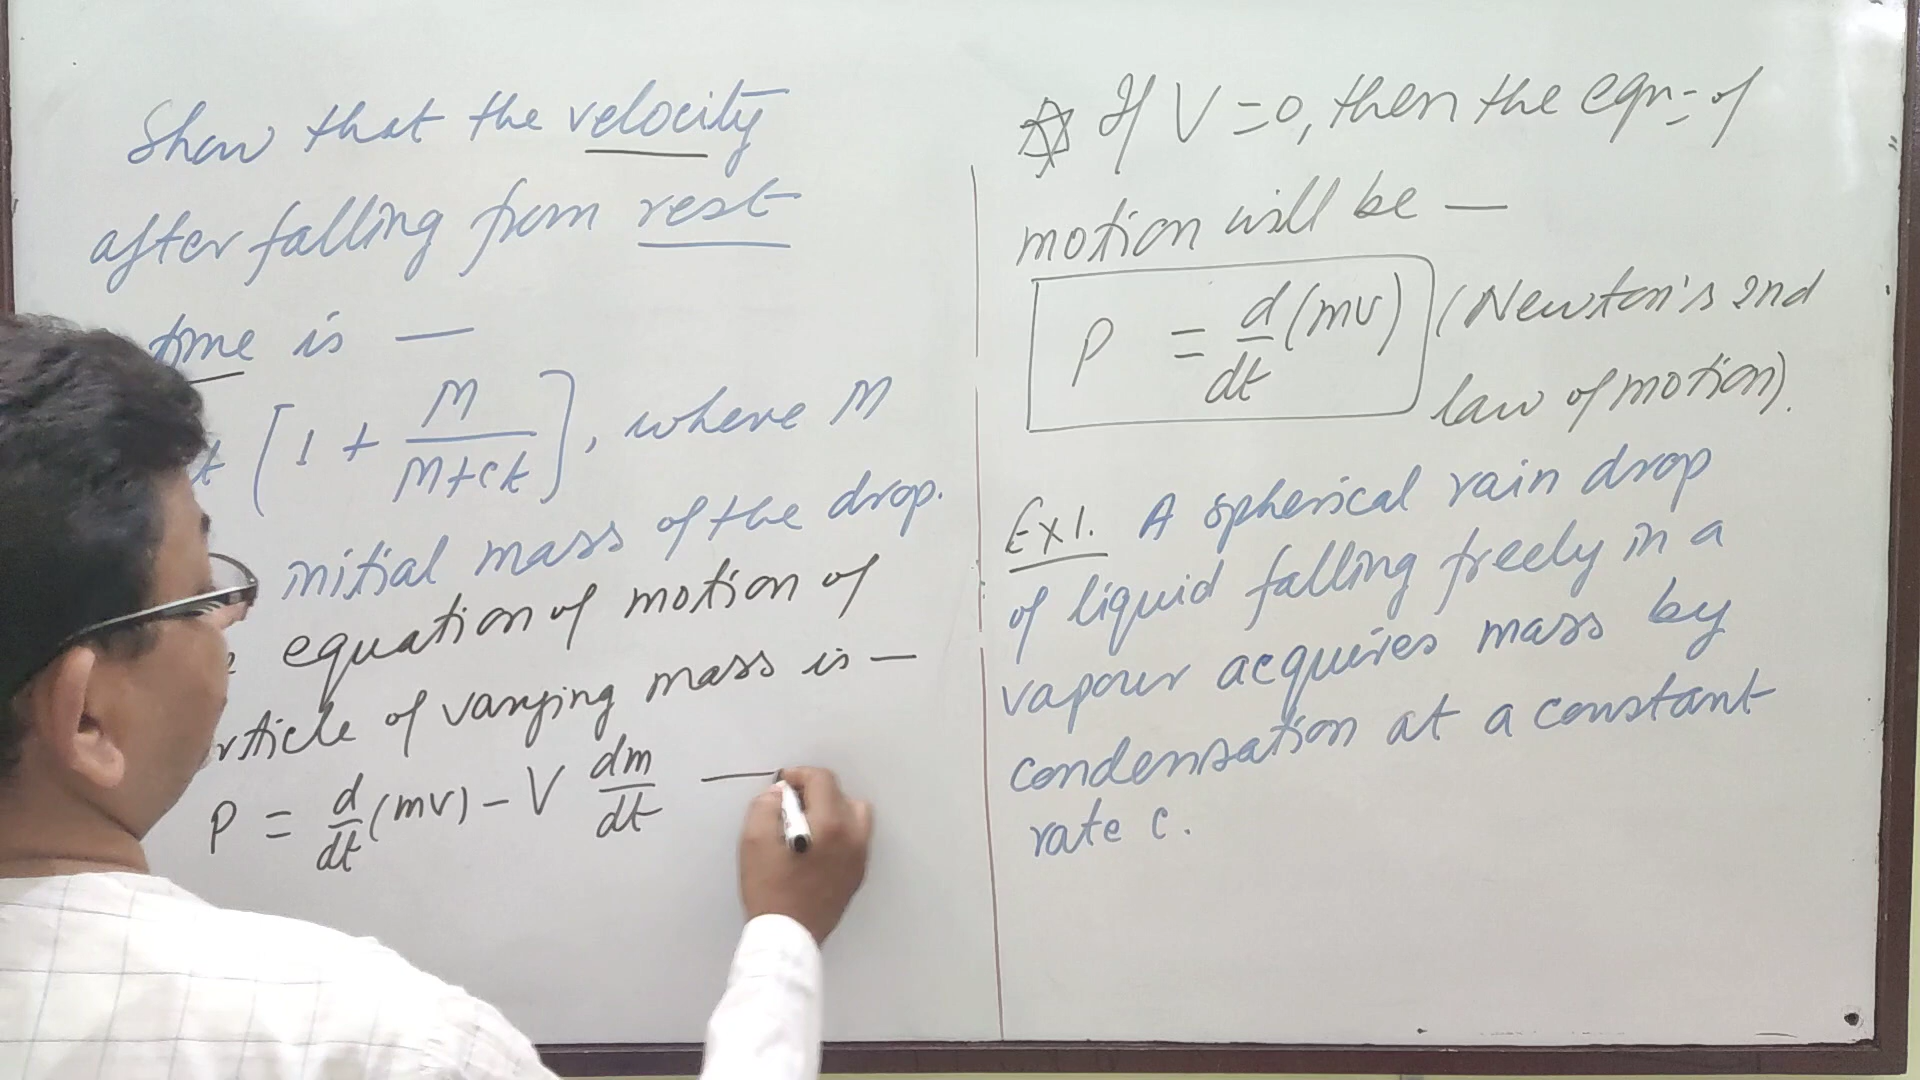 Show that the velocity
after falling from rest
time is —
t [1 + M/(M+ct)], where M
initial mass of the drop.
equation of motion of
rticle of varying mass is —
P = d/dt (mv) – V dm/dt —
☆ If V = 0, then the eqn= of
motion will be —
P = d/dt (mv) (Newton's 2nd
law of motion).
Ex1. A spherical rain drop
of liquid falling freely in a
vapour acquires mass by
condensation at a constant
rate c.